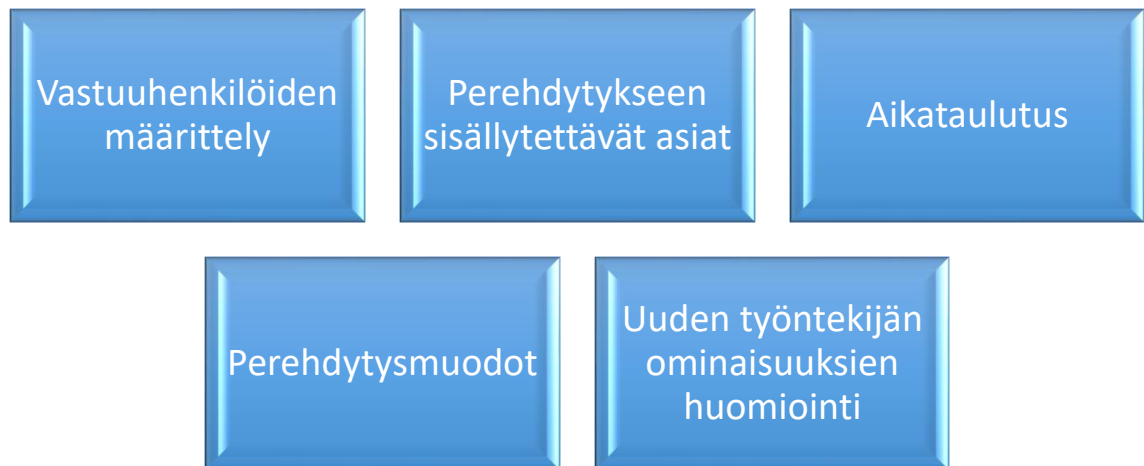 Vastuuhenkilöiden
määrittely
Perehdytykseen
sisällytettävät asiat
Aikataulutus
Perehdytysmuodot
Uuden työntekijän
ominaisuuksien
huomiointi